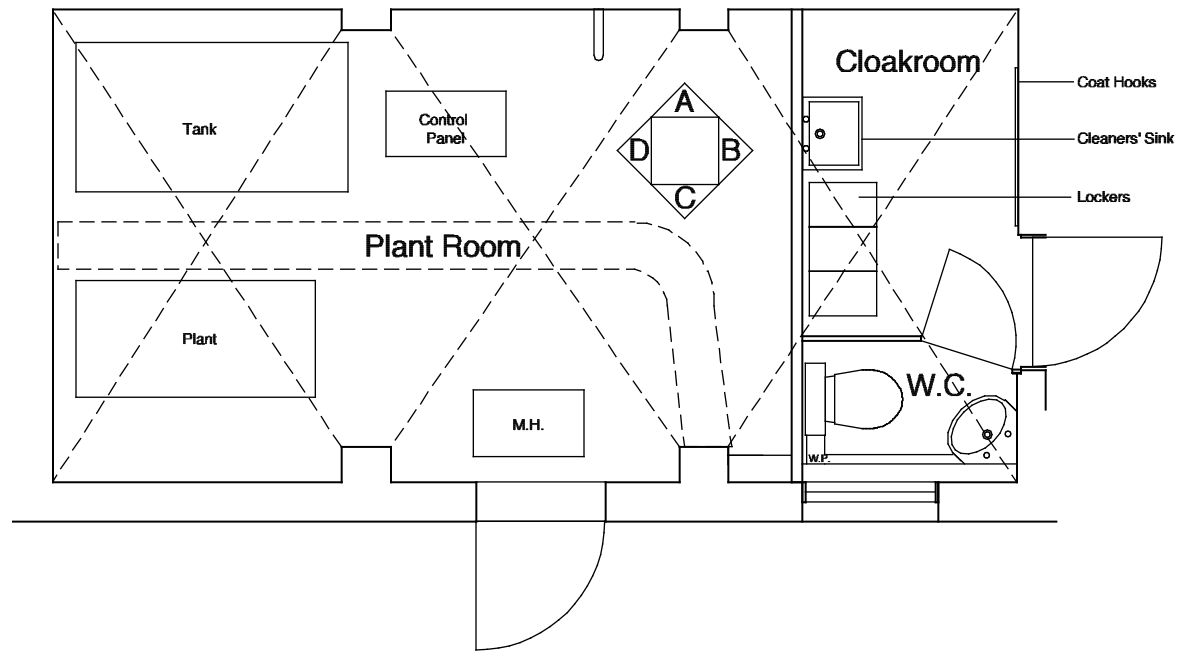 Cloakroom
Coat Hooks
Tank
Control
Panel
A
D
B
C
Cleaners' Sink
Lockers
Plant Room
Plant
W.C.
M.H.
W.P.